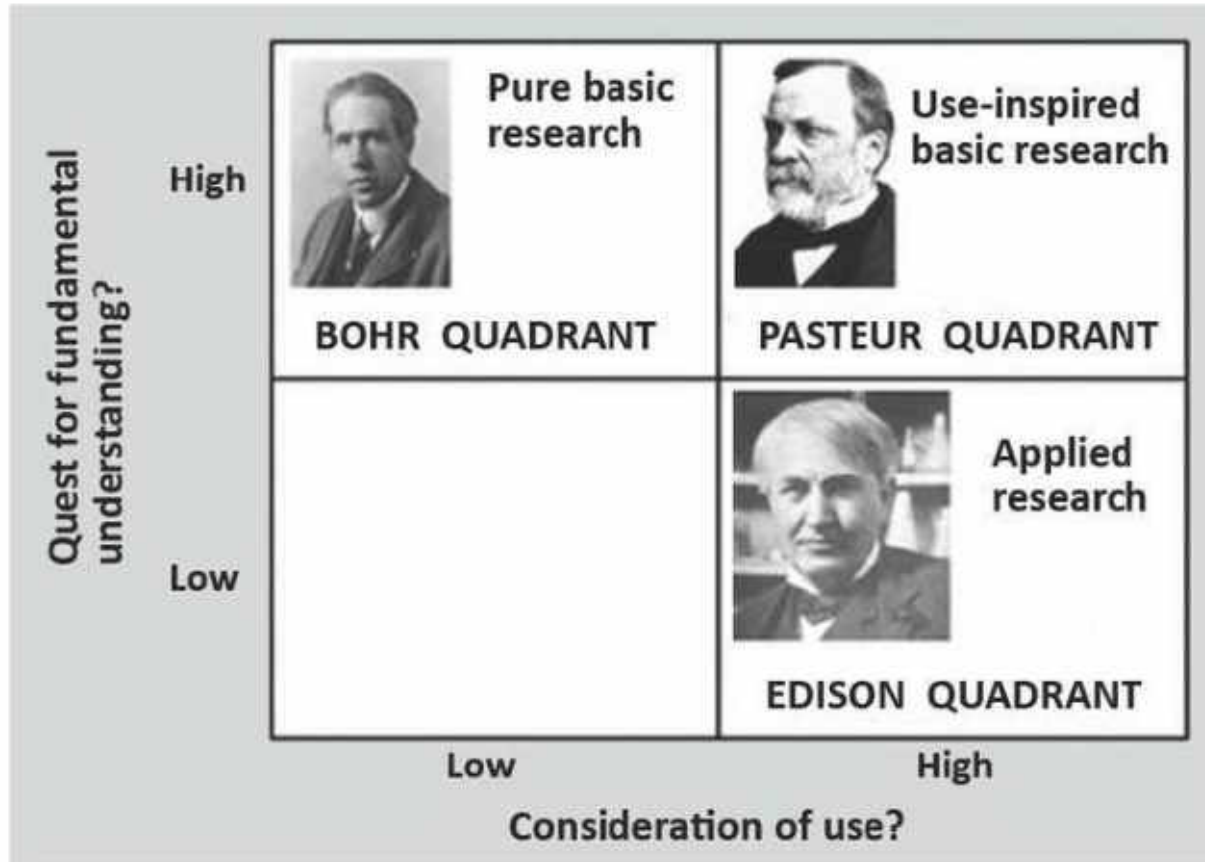 Quest for fundamental
understanding?
High
Low
Pure basic
research
BOHR QUADRANT
Use-inspired
basic research
PASTEUR QUADRANT
Applied
research
EDISON QUADRANT
Low
High
Consideration of use?